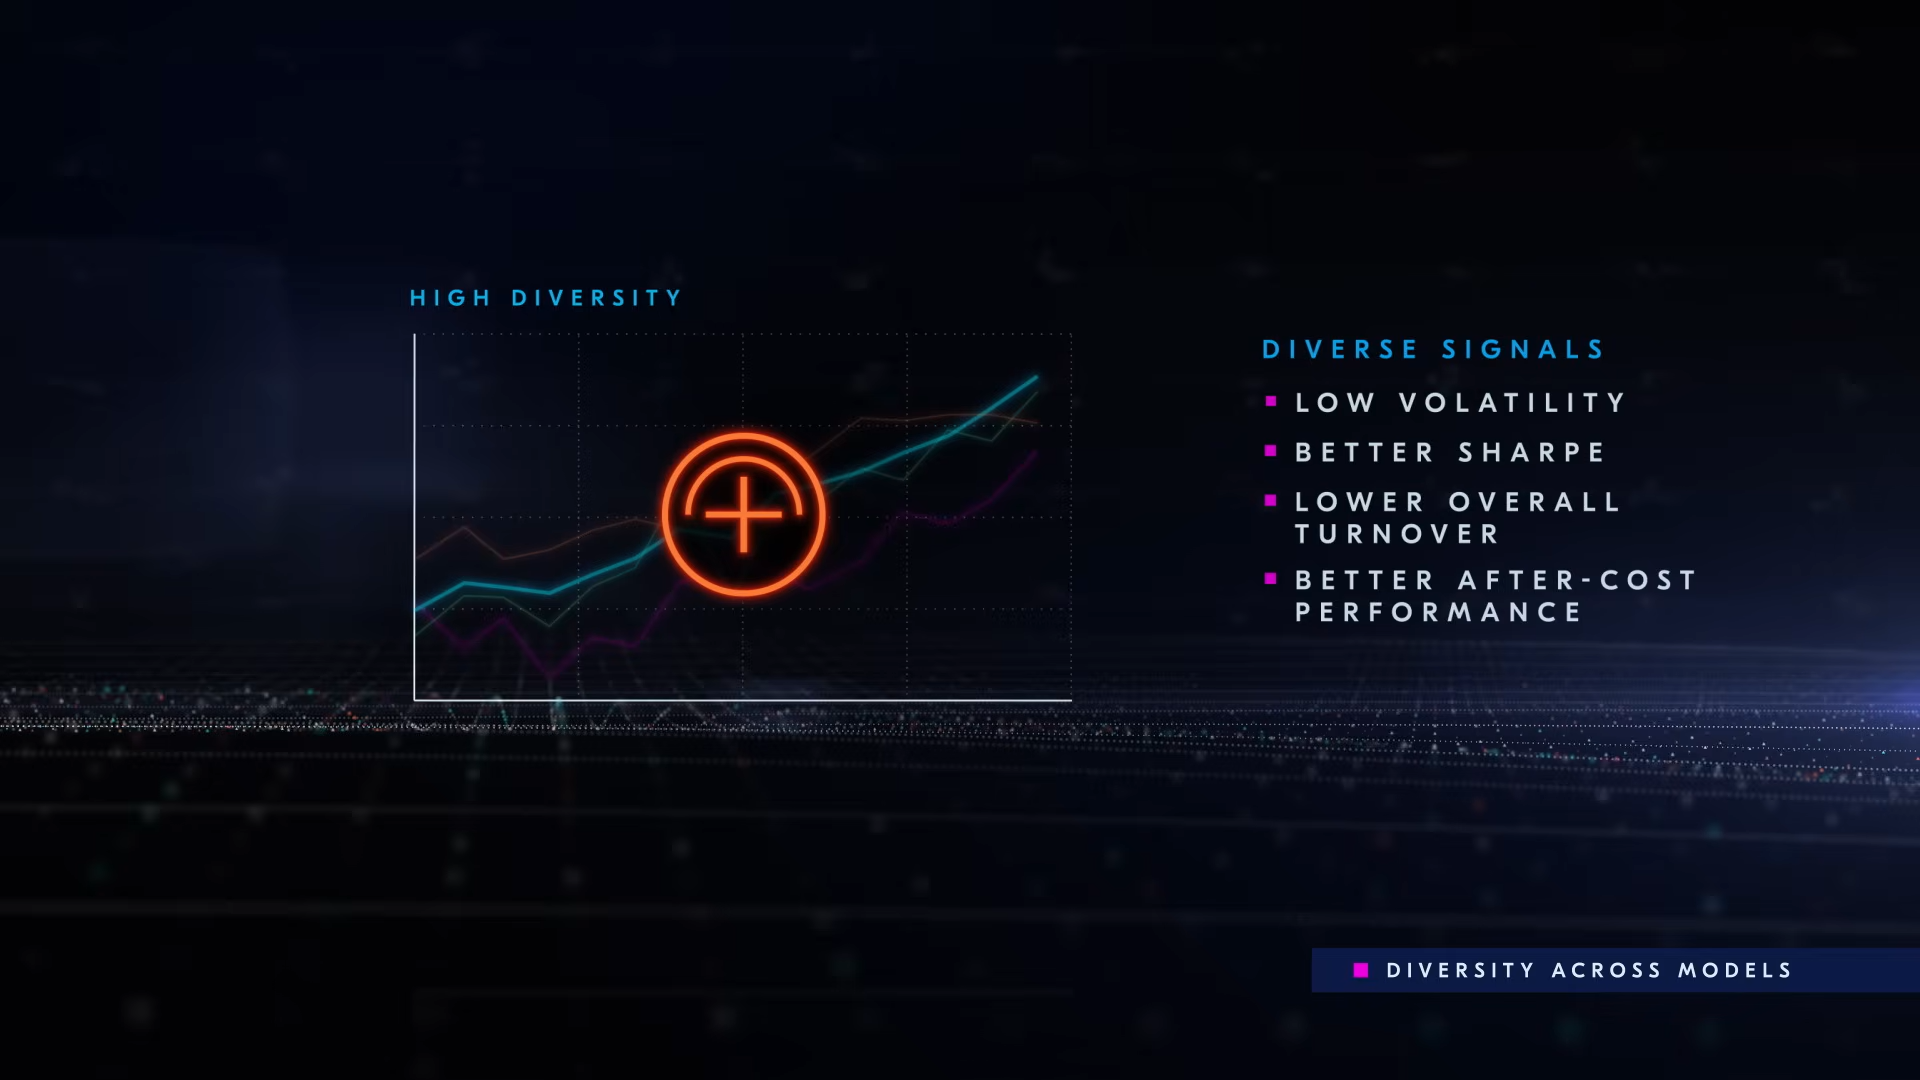 HIGH DIVERSITY
DIVERSE SIGNALS
LOW VOLATILITY
BETTER SHARPE
LOWER OVERALL
TURNOVER
BETTER AFTER-COST
PERFORMANCE
DIVERSITY ACROSS MODELS